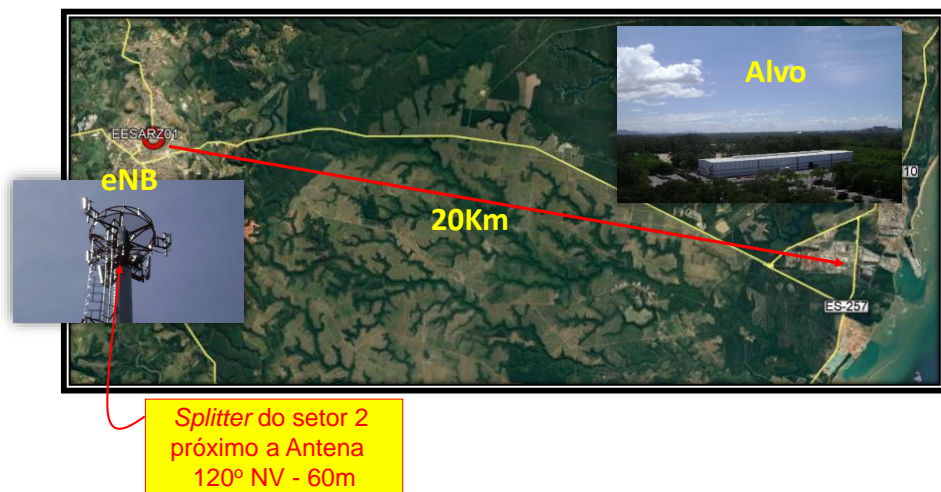 Alvo
EESARZ01
eNB
10
20Km
ES-257
Splitter do setor 2
próximo a Antena
120º NV - 60m